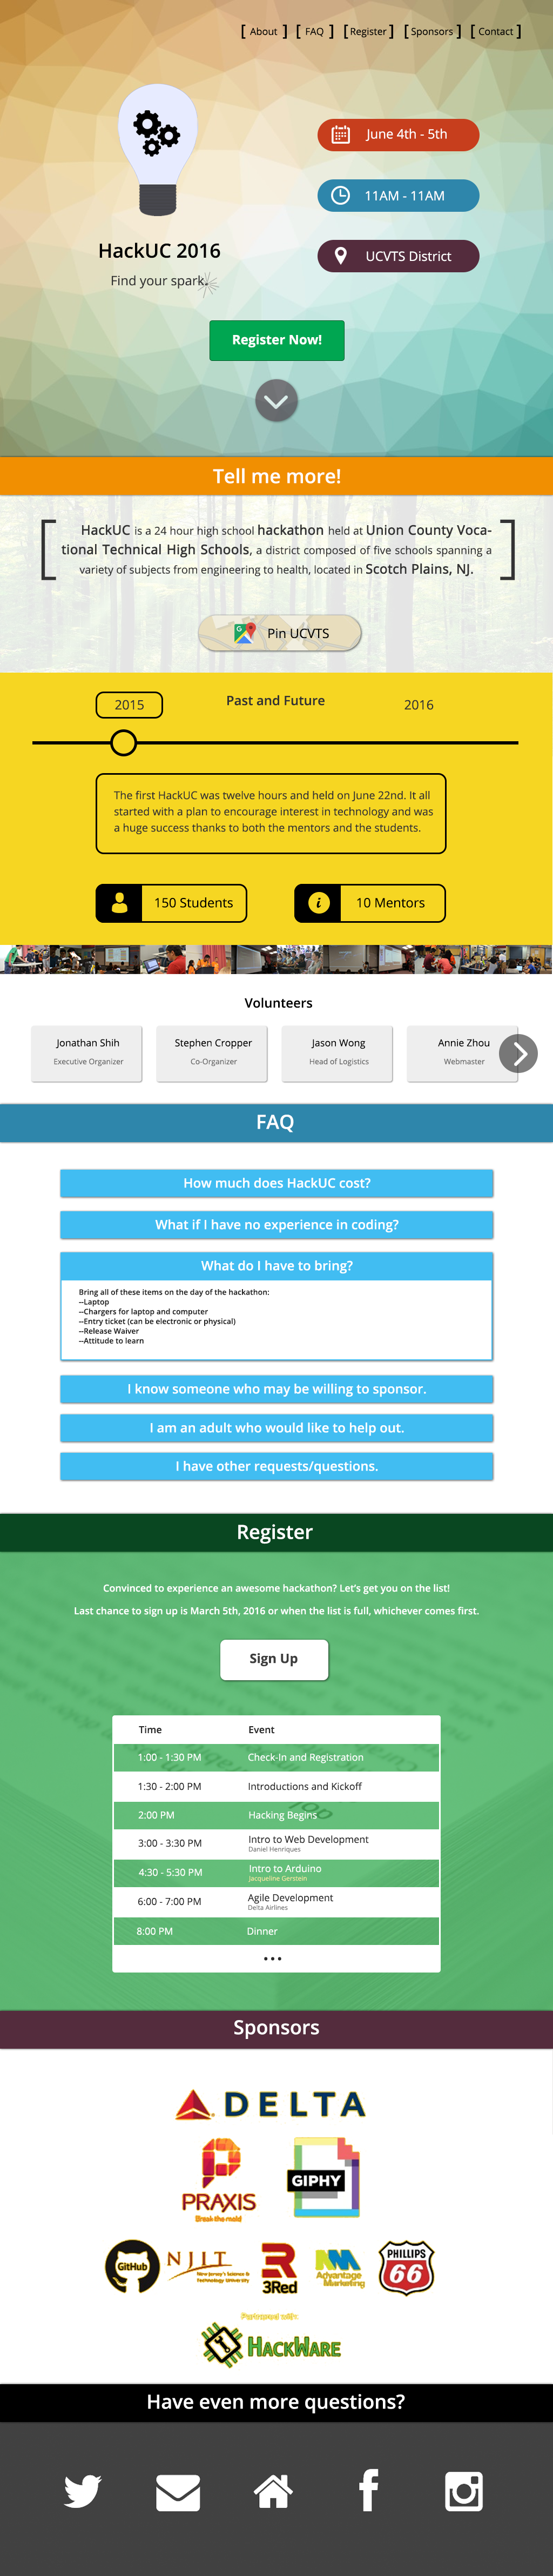 [ About ] [ FAQ ] [ Register ] [ Sponsors ] [ Contact ]
June 4th - 5th
11AM - 11AM
UCVTS District
HackUC 2016
Find your spark.
Register Now!
Tell me more!
HackUC is a 24 hour high school hackathon held at Union County Voca-
tional Technical High Schools, a district composed of five schools spanning a
variety of subjects from engineering to health, located in Scotch Plains, NJ.
Pin UCVTS
2015
Past and Future
2016
The first HackUC was twelve hours and held on June 22nd. It all
started with a plan to encourage interest in technology and was
a huge success thanks to both the mentors and the students.
150 Students
i 10 Mentors
Volunteers
Jonathan Shih
Executive Organizer
Stephen Cropper
Co-Organizer
Jason Wong
Head of Logistics
Annie Zhou
Webmaster
FAQ
How much does HackUC cost?
What if I have no experience in coding?
What do I have to bring?
Bring all of these items on the day of the hackathon:
--Laptop
--Chargers for laptop and computer
--Entry ticket (can be electronic or physical)
--Release Waiver
--Attitude to learn
I know someone who may be willing to sponsor.
I am an adult who would like to help out.
I have other requests/questions.
Register
Convinced to experience an awesome hackathon? Let's get you on the list!
Last chance to sign up is March 5th, 2016 or when the list is full, whichever comes first.
Sign Up
Time Event
1:00 - 1:30 PM Check-In and Registration
1:30 - 2:00 PM Introductions and Kickoff
2:00 PM Hacking Begins
3:00 - 3:30 PM Intro to Web Development
Daniel Henriques
4:30 - 5:30 PM Intro to Arduino
Jacqueline Gerstein
6:00 - 7:00 PM Agile Development
Delta Airlines
8:00 PM Dinner
...
Sponsors
DELTA
PRAXIS
Break the mold
GIPHY
GitHub
NJIT
New Jersey's Science &
Technology University
3Red
Advantage
Marketing
PHILLIPS
66
Partnered with:
HACKWARE
Have even more questions?